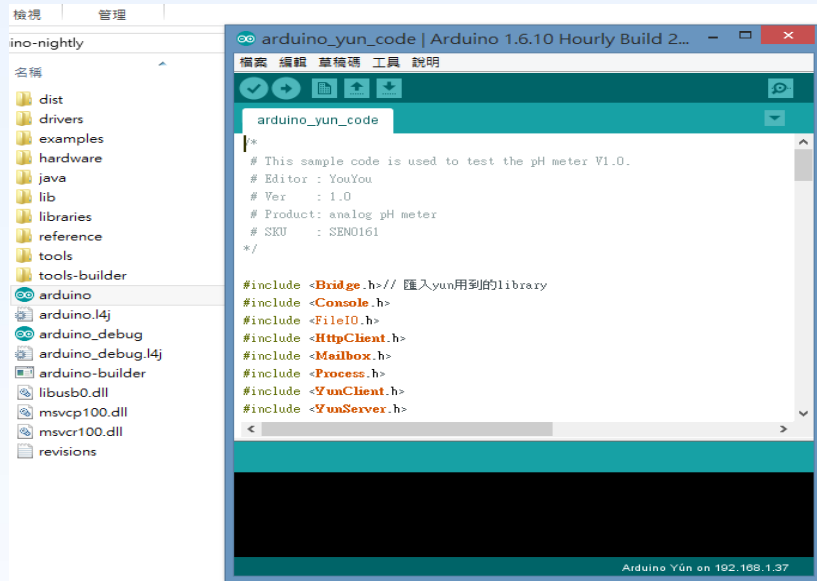 檢視 管理
ino-nightly
名稱
dist
drivers
examples
hardware
java
lib
libraries
reference
tools
tools-builder
arduino
arduino.l4j
arduino_debug
arduino_debug.l4j
arduino-builder
libusb0.dll
msvcp100.dll
msvcr100.dll
revisions
arduino_yun_code | Arduino 1.6.10 Hourly Build 2...
檔案 編輯 草稿碼 工具 說明
arduino_yun_code
/*
# This sample code is used to test the pH meter V1.0.
# Editor : YouYou
# Ver : 1.0
# Product: analog pH meter
# SKU : SEN0161
*/
#include <Bridge.h>// 匯入yun用到的library
#include <Console.h>
#include <FileIO.h>
#include <HttpClient.h>
#include <Mailbox.h>
#include <Process.h>
#include <YunClient.h>
#include <YunServer.h>
Arduino Yún on 192.168.1.37